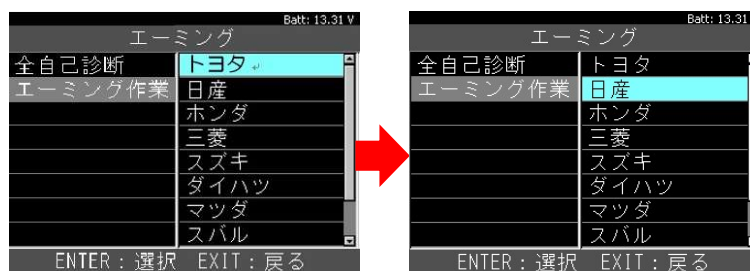 Batt: 13.31 V
エーミング
全自己診断
トヨタ
エーミング作業
日産
ホンダ
三菱
スズキ
ダイハツ
マツダ
スバル
ENTER：選択 EXIT：戻る
Batt: 13.31
エーミング
全自己診断
トヨタ
エーミング作業
日産
ホンダ
三菱
スズキ
ダイハツ
マツダ
スバル
ENTER：選択 EXIT：戻る